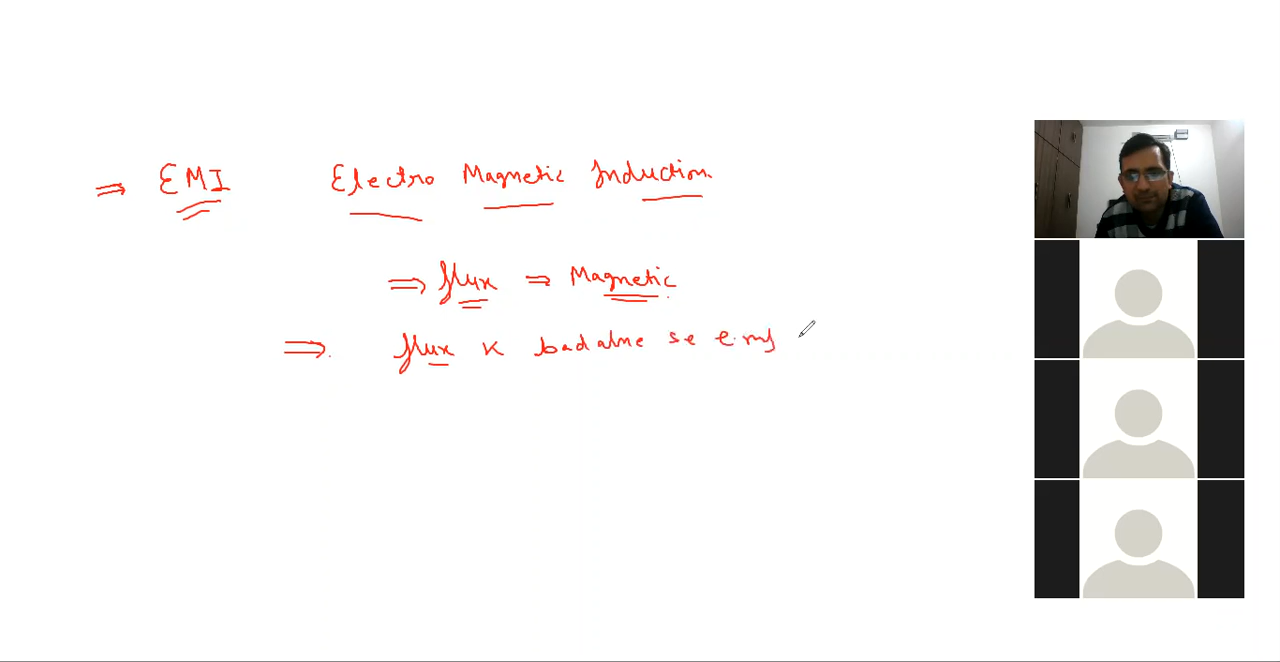 ⇒ EMI Electro Magnetic Induction
⇒ flux ⇒ Magnetic
⇒ flux K badalne se e.mf